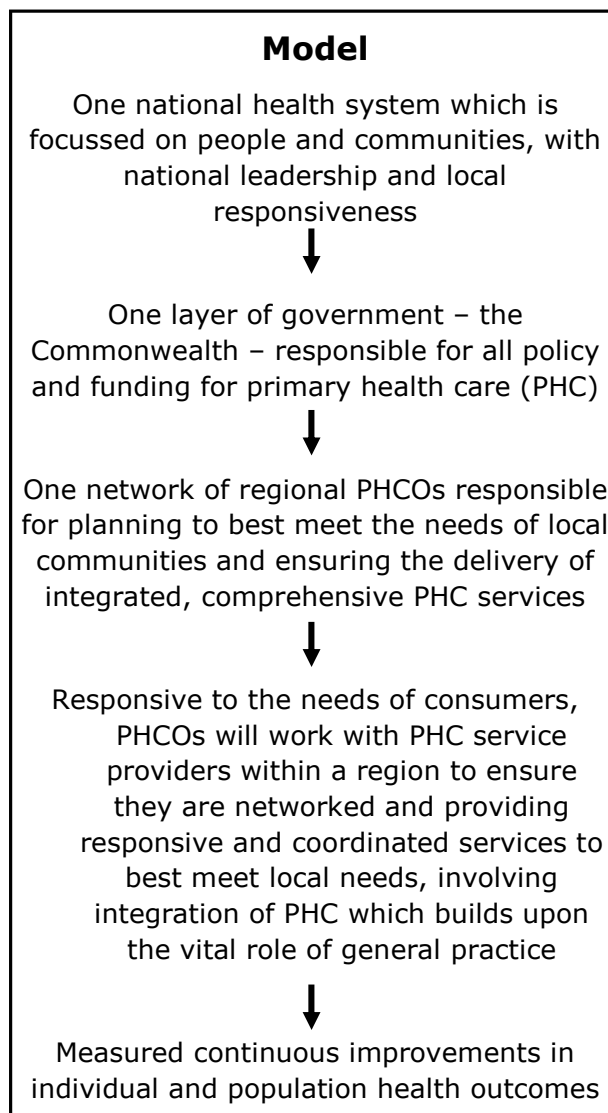 Model
One national health system which is
focussed on people and communities, with
national leadership and local
responsiveness
One layer of government – the
Commonwealth – responsible for all policy
and funding for primary health care (PHC)
One network of regional PHCOs responsible
for planning to best meet the needs of local
communities and ensuring the delivery of
integrated, comprehensive PHC services
Responsive to the needs of consumers,
PHCOs will work with PHC service
providers within a region to ensure
they are networked and providing
responsive and coordinated services to
best meet local needs, involving
integration of PHC which builds upon
the vital role of general practice
Measured continuous improvements in
individual and population health outcomes